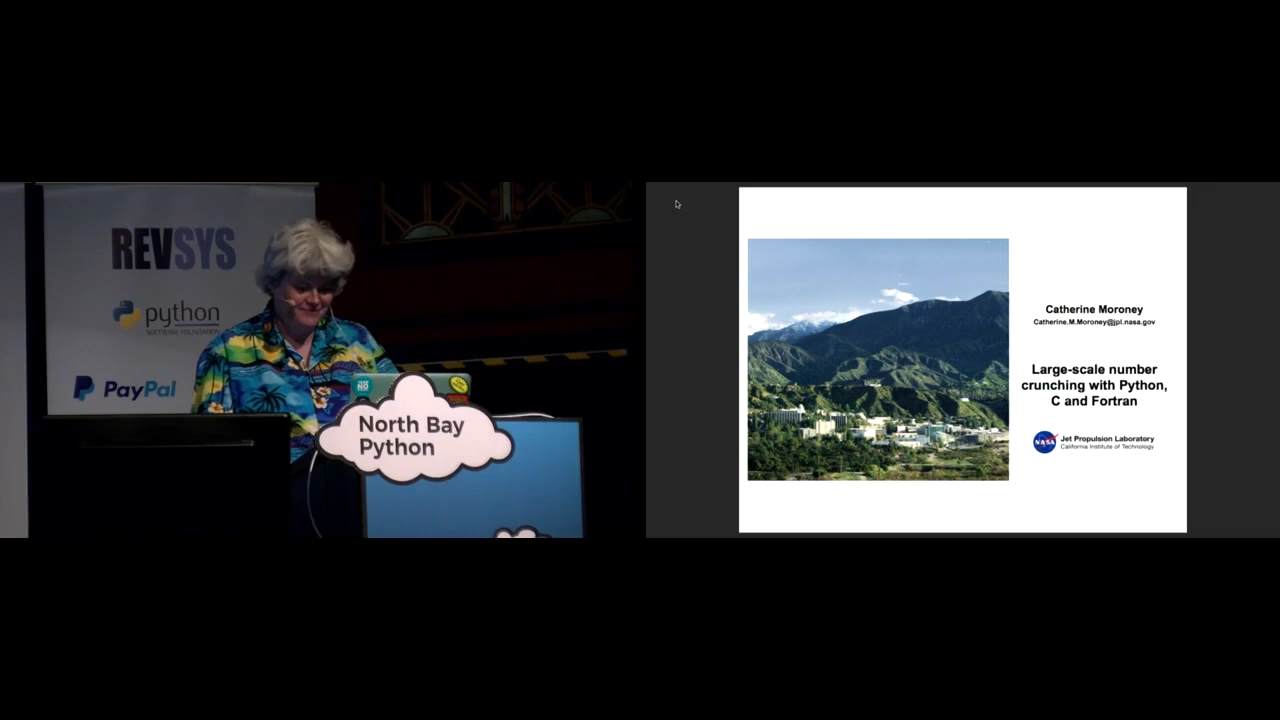 REVSYS
python
SOFTWARE FOUNDATION
PayPal
North Bay
Python
Catherine Moroney
Catherine.M.Moroney@jpl.nasa.gov
Large-scale number
crunching with Python,
C and Fortran
NASA
Jet Propulsion Laboratory
California Institute of Technology